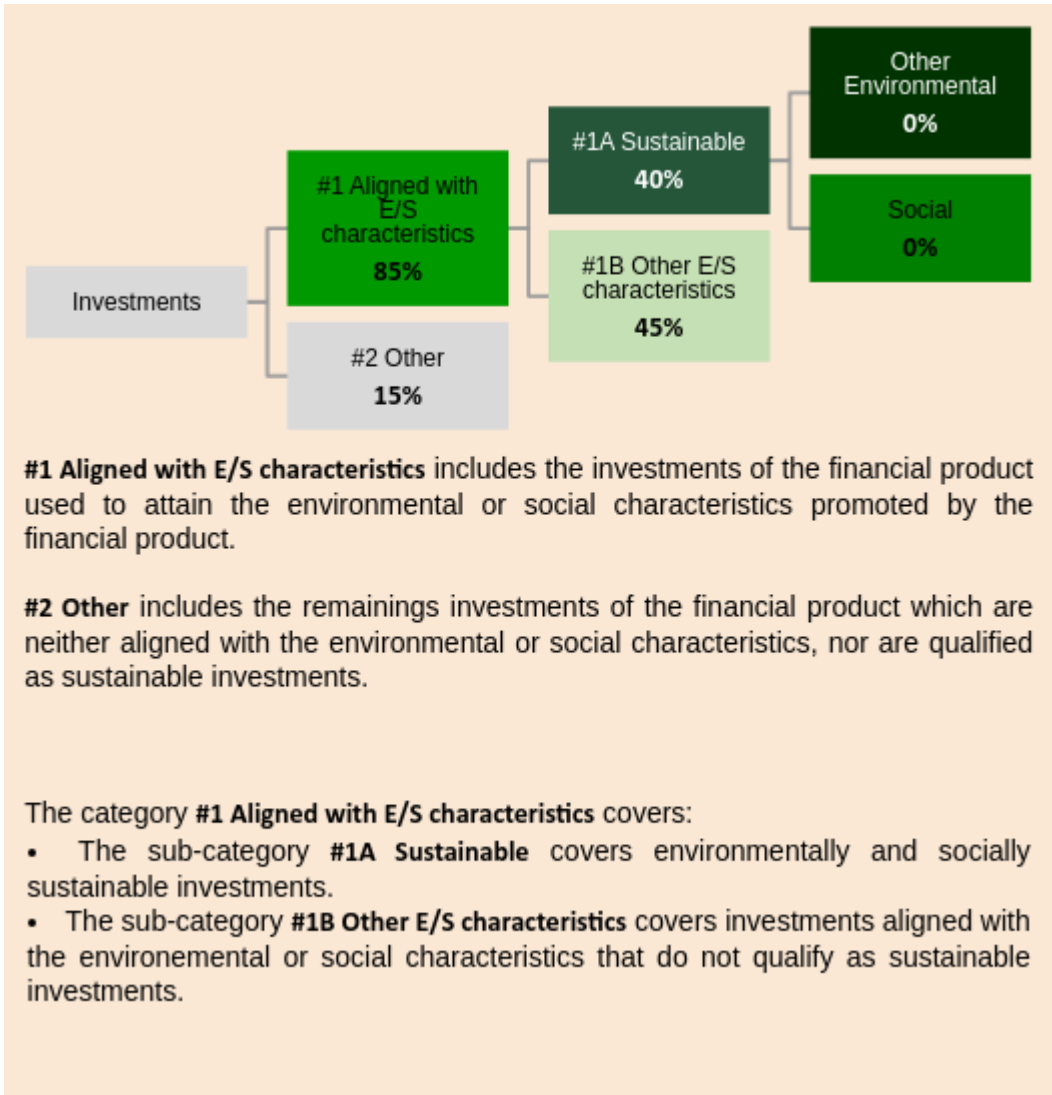 Other
Environmental
0%
#1A Sustainable
40%
#1 Aligned with
E/S
characteristics
85%
Social
0%
#1B Other E/S
characteristics
45%
Investments
#2 Other
15%
#1 Aligned with E/S characteristics includes the investments of the financial product
used to attain the environmental or social characteristics promoted by the
financial product.
#2 Other includes the remainings investments of the financial product which are
neither aligned with the environmental or social characteristics, nor are qualified
as sustainable investments.
The category #1 Aligned with E/S characteristics covers:
• The sub-category #1A Sustainable covers environmentally and socially
sustainable investments.
• The sub-category #1B Other E/S characteristics covers investments aligned with
the environemental or social characteristics that do not qualify as sustainable
investments.